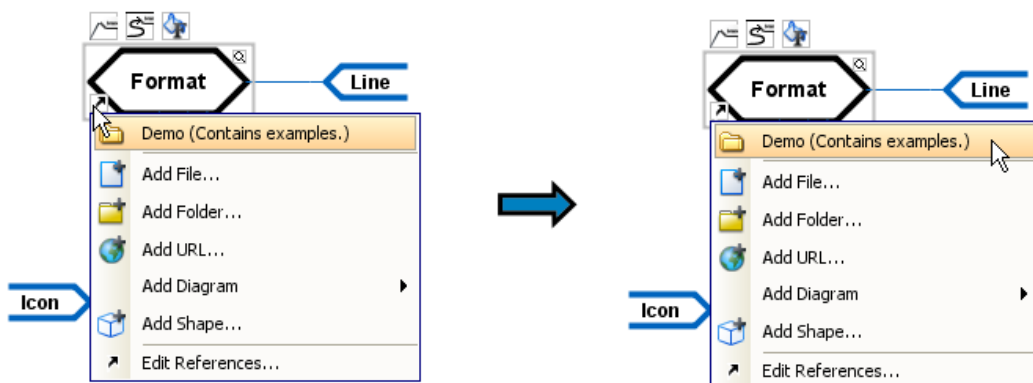 Format
Line
Demo (Contains examples.)
Add File...
Add Folder...
Add URL...
Add Diagram
Icon
Add Shape...
Edit References...
Format
Line
Demo (Contains examples.)
Add File...
Add Folder...
Add URL...
Add Diagram
Icon
Add Shape...
Edit References...